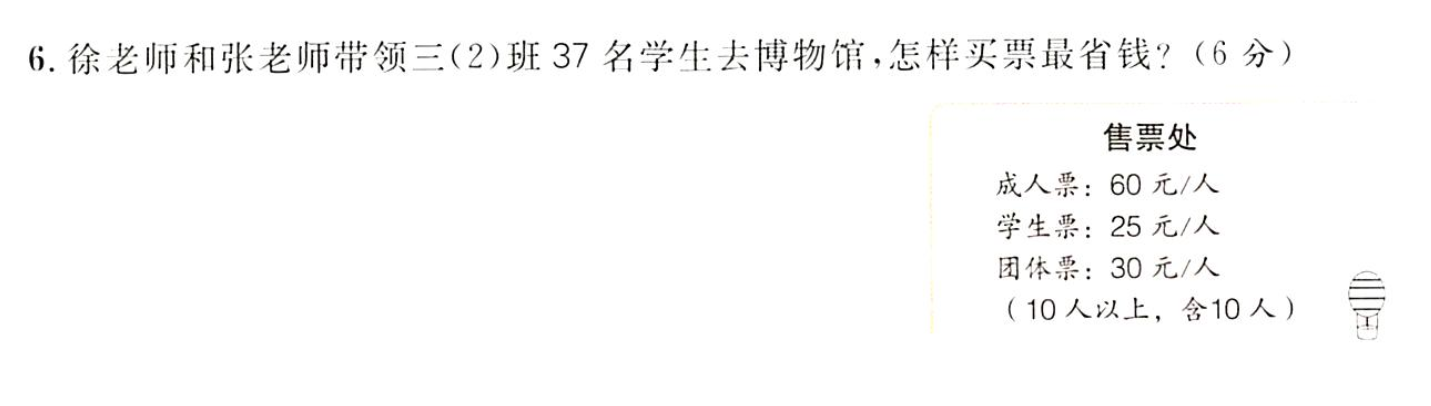 6. 徐老师和张老师带领三(2)班 37 名学生去博物馆,怎样买票最省钱?(6 分)
售票处
成人票：60 元/人
学生票：25 元/人
团体票：30 元/人
（10 人以上，含10 人）